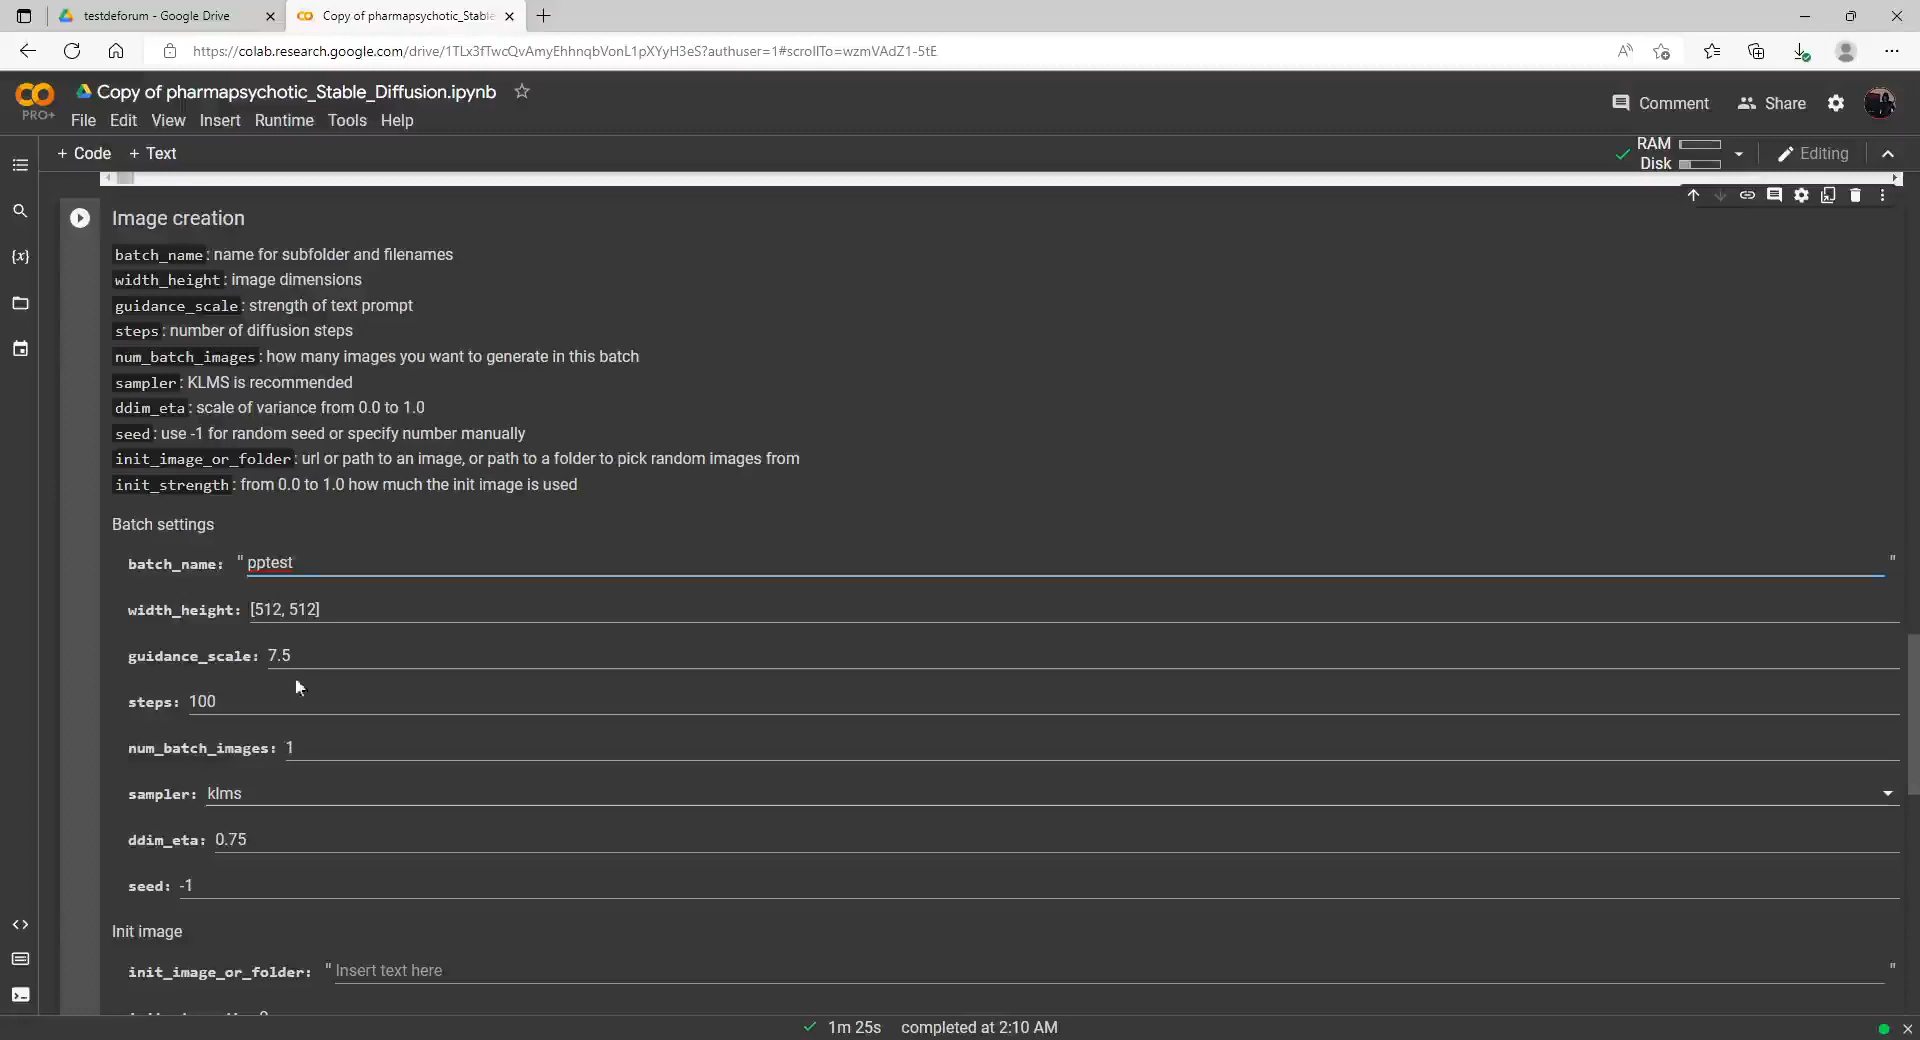 testdeforum - Google Drive
Copy of pharmapsychotic_Stable
https://colab.research.google.com/drive/1TLx3fTwcQvAmyEhhnqbVonL1pXYyH3eS?authuser=1#scrollTo=wzmVAdZ1-5tE
CO
PRO+
Copy of pharmapsychotic_Stable_Diffusion.ipynb
File Edit View Insert Runtime Tools Help
Comment Share
+ Code + Text
RAM
Disk
Editing
Image creation
batch_name: name for subfolder and filenames
width_height: image dimensions
guidance_scale: strength of text prompt
steps: number of diffusion steps
num_batch_images: how many images you want to generate in this batch
sampler: KLMS is recommended
ddim_eta: scale of variance from 0.0 to 1.0
seed: use -1 for random seed or specify number manually
init_image_or_folder: url or path to an image, or path to a folder to pick random images from
init_strength: from 0.0 to 1.0 how much the init image is used
Batch settings
batch_name: " pptest "
width_height: [512, 512]
guidance_scale: 7.5
steps: 100
num_batch_images: 1
sampler: klms
ddim_eta: 0.75
seed: -1
Init image
init_image_or_folder: " Insert text here "
1m 25s completed at 2:10 AM